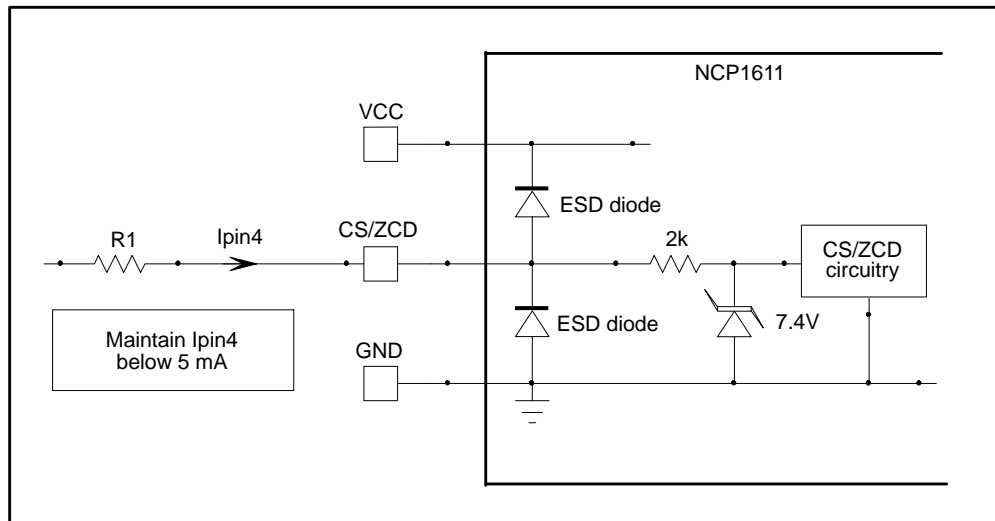 NCP1611
VCC
ESD diode
R1
Ipin4
CS/ZCD
2k
CS/ZCD
circuitry
ESD diode
7.4V
Maintain Ipin4
below 5 mA
GND